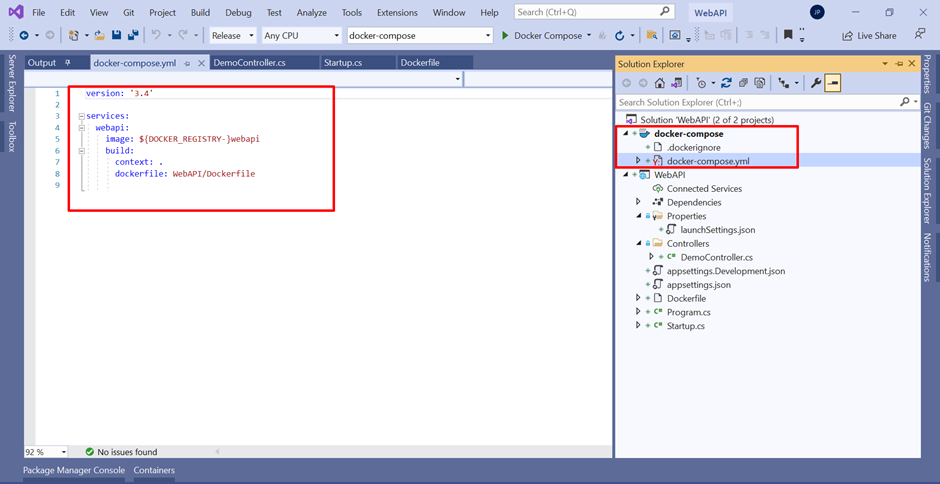 File Edit View Git Project Build Debug Test Analyze Tools Extensions Window Help Search (Ctrl+Q) WebAPI JP
Release Any CPU docker-compose Docker Compose Live Share
Server Explorer
Toolbox
Output docker-compose.yml DemoController.cs Startup.cs Dockerfile
1 version: '3.4'
2
3 services:
4 webapi:
5 image: ${DOCKER_REGISTRY-}webapi
6 build:
7 context: .
8 dockerfile: WebAPI/Dockerfile
9
92 % No issues found
Solution Explorer
Search Solution Explorer (Ctrl+;)
Solution 'WebAPI' (2 of 2 projects)
docker-compose
.dockerignore
docker-compose.yml
WebAPI
Connected Services
Dependencies
Properties
launchSettings.json
Controllers
C# DemoController.cs
appsettings.Development.json
appsettings.json
Dockerfile
C# Program.cs
C# Startup.cs
Properties
Git Changes
Solution Explorer
Notifications
Package Manager Console Containers